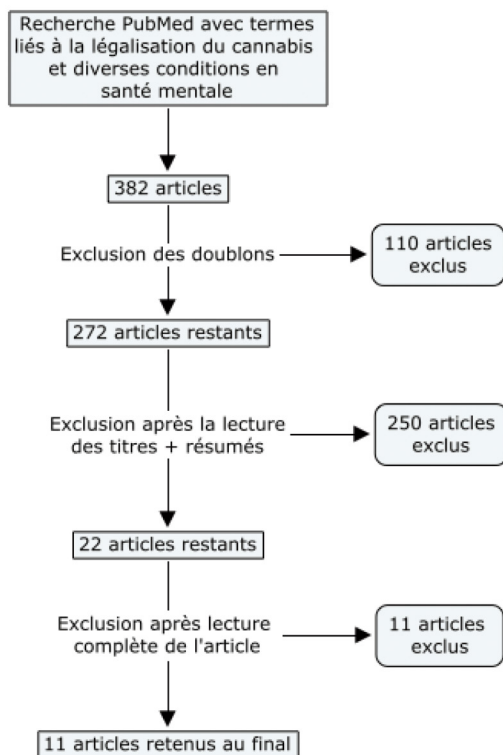 Recherche PubMed avec termes
liés à la légalisation du cannabis
et diverses conditions en
santé mentale
382 articles
Exclusion des doublons
110 articles
exclus
272 articles restants
Exclusion après la lecture
des titres + résumés
250 articles
exclus
22 articles restants
Exclusion après lecture
complète de l'article
11 articles
exclus
11 articles retenus au final